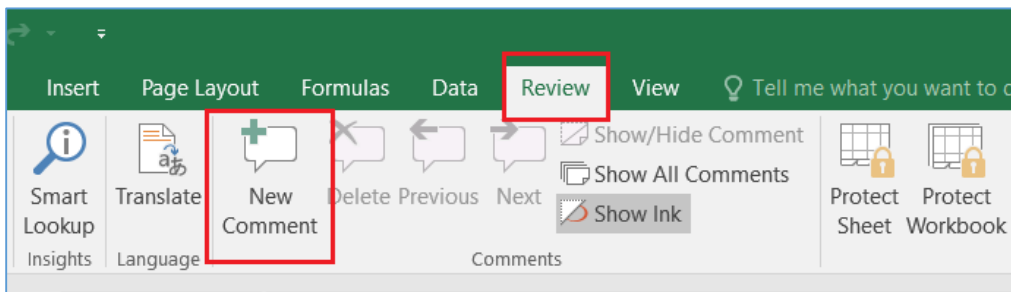 Insert Page Layout Formulas Data Review View Tell me what you want to
Smart Lookup
Translate
New Comment
Delete Previous Next
Show/Hide Comment
Show All Comments
Show Ink
Protect Sheet
Protect Workbook
Insights Language Comments